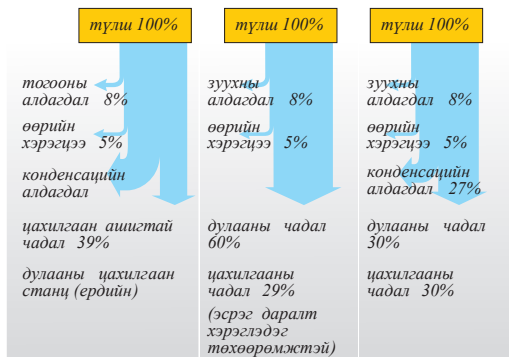 түлш 100%
тогооны
алдагдал 8%
өөрийн
хэрэгцээ 5%
конденсацийн
алдагдал
цахилгаан ашигтай
чадал 39%
дулааны цахилгаан
станц (ердийн)
түлш 100%
зуухны
алдагдал 8%
өөрийн
хэрэгцээ 5%
дулааны чадал
60%
цахилгааны
чадал 29%
(эсрэг даралт
хэрэглэдэг
төхөөрөмжтэй)
түлш 100%
зуухны
алдагдал 8%
өөрийн
хэрэгцээ 5%
конденсацийн
алдагдал 27%
дулааны чадал
30%
цахилгааны
чадал 30%